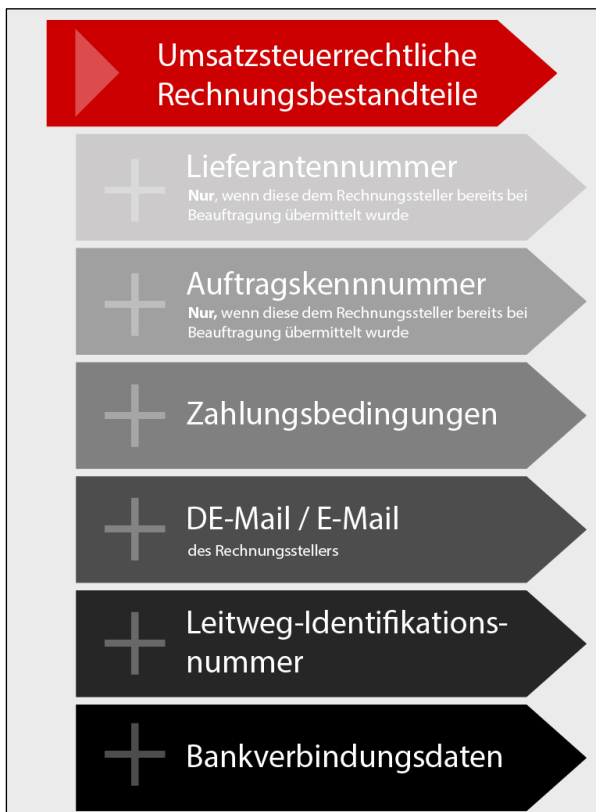 Umsatzsteuerrechtliche
Rechnungsbestandteile
Lieferantennummer
Nur, wenn diese dem Rechnungssteller bereits bei
Beauftragung übermittelt wurde
Auftragskennnummer
Nur, wenn diese dem Rechnungssteller bereits bei
Beauftragung übermittelt wurde
Zahlungsbedingungen
DE-Mail / E-Mail
des Rechnungsstellers
Leitweg-Identifikations-
nummer
Bankverbindungsdaten